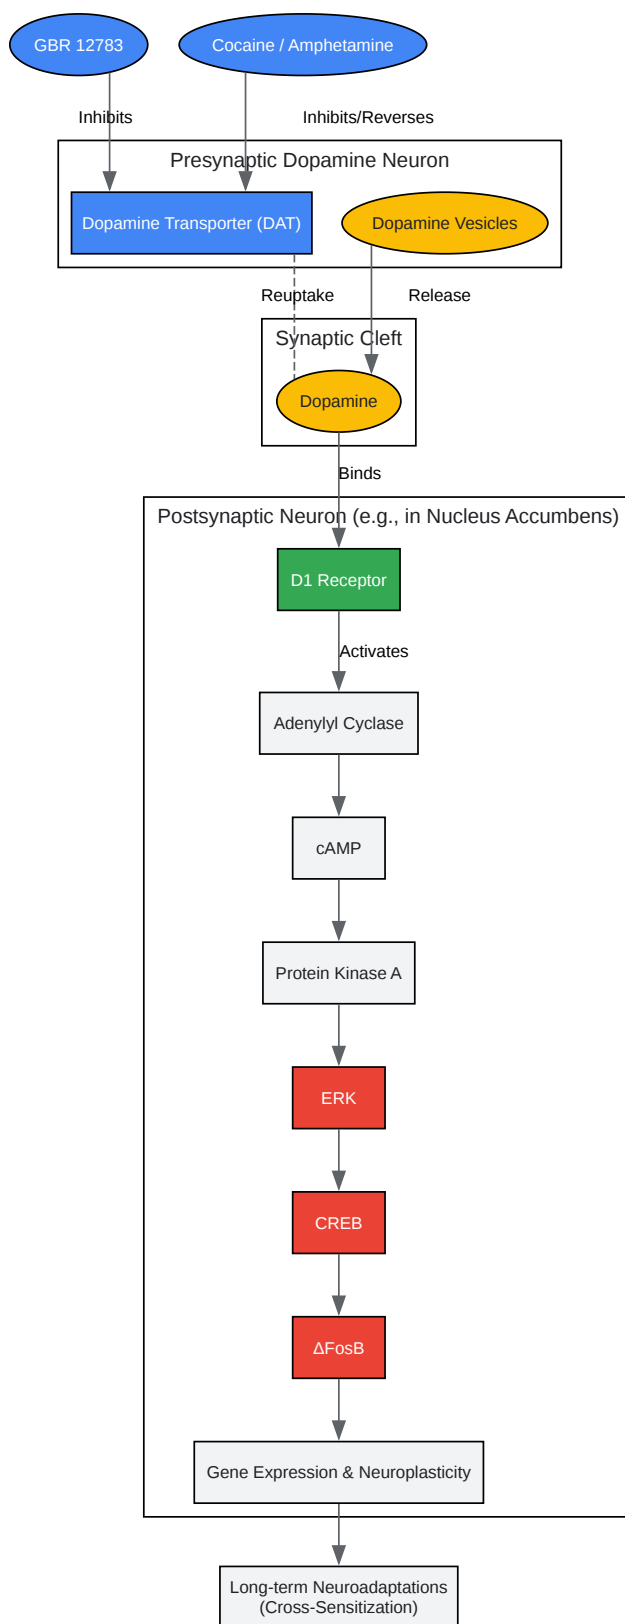 GBR 12783
Cocaine / Amphetamine
Inhibits
Inhibits/Reverses
Presynaptic Dopamine Neuron
Dopamine Transporter (DAT)
Dopamine Vesicles
Reuptake
Release
Synaptic Cleft
Dopamine
Binds
Postsynaptic Neuron (e.g., in Nucleus Accumbens)
D1 Receptor
Activates
Adenylyl Cyclase
cAMP
Protein Kinase A
ERK
CREB
ΔFosB
Gene Expression & Neuroplasticity
Long-term Neuroadaptations
(Cross-Sensitization)